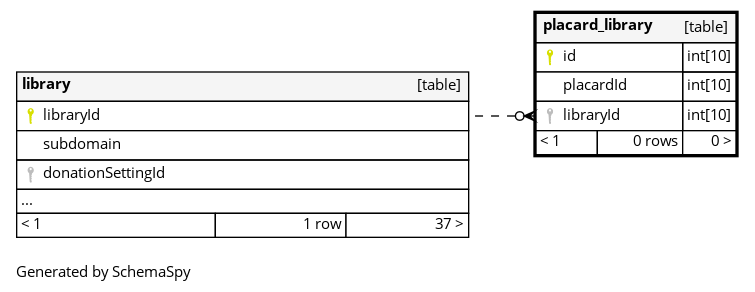 placard_library [table]
id int[10]
placardId int[10]
libraryId int[10]
< 1 0 rows 0 >
library [table]
libraryId
subdomain
donationSettingId
...
< 1 1 row 37 >
Generated by SchemaSpy